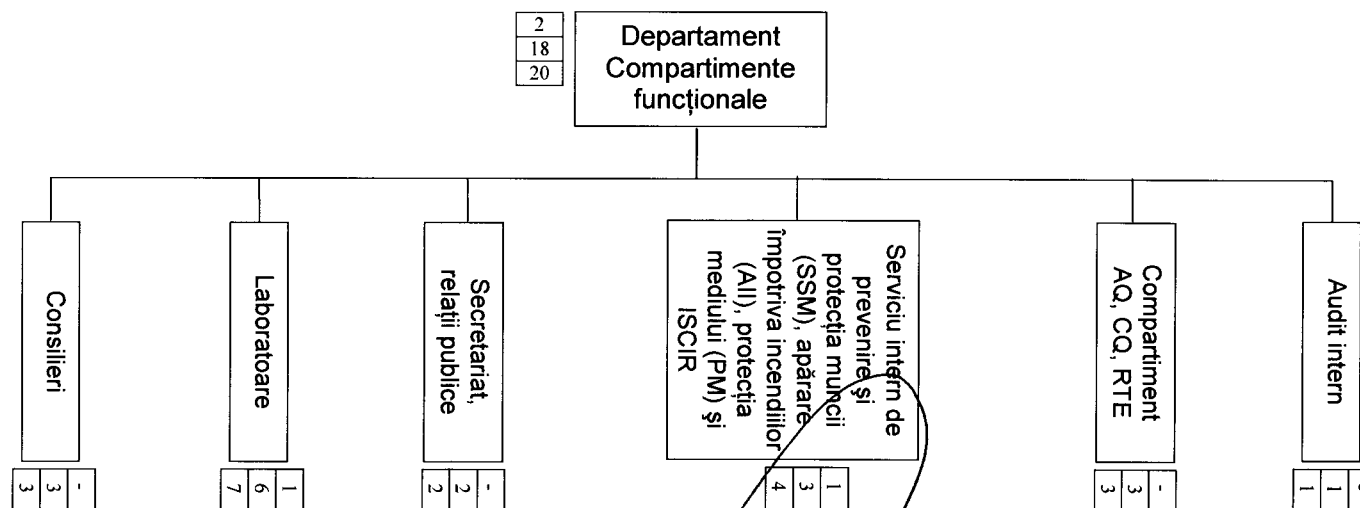 2
18
20
Departament
Compartimente
funcționale
Consilieri
-
3
3
Laboratoare
1
6
7
Secretariat,
relații publice
-
2
2
Serviciu intern de
prevenire și
protecția muncii
(SSM), apărare
împotriva incendiilor
(AII), protecția
mediului (PM) și
ISCIR
1
3
4
Compartiment
AQ, CQ, RTE
-
3
3
Audit intern
1
1